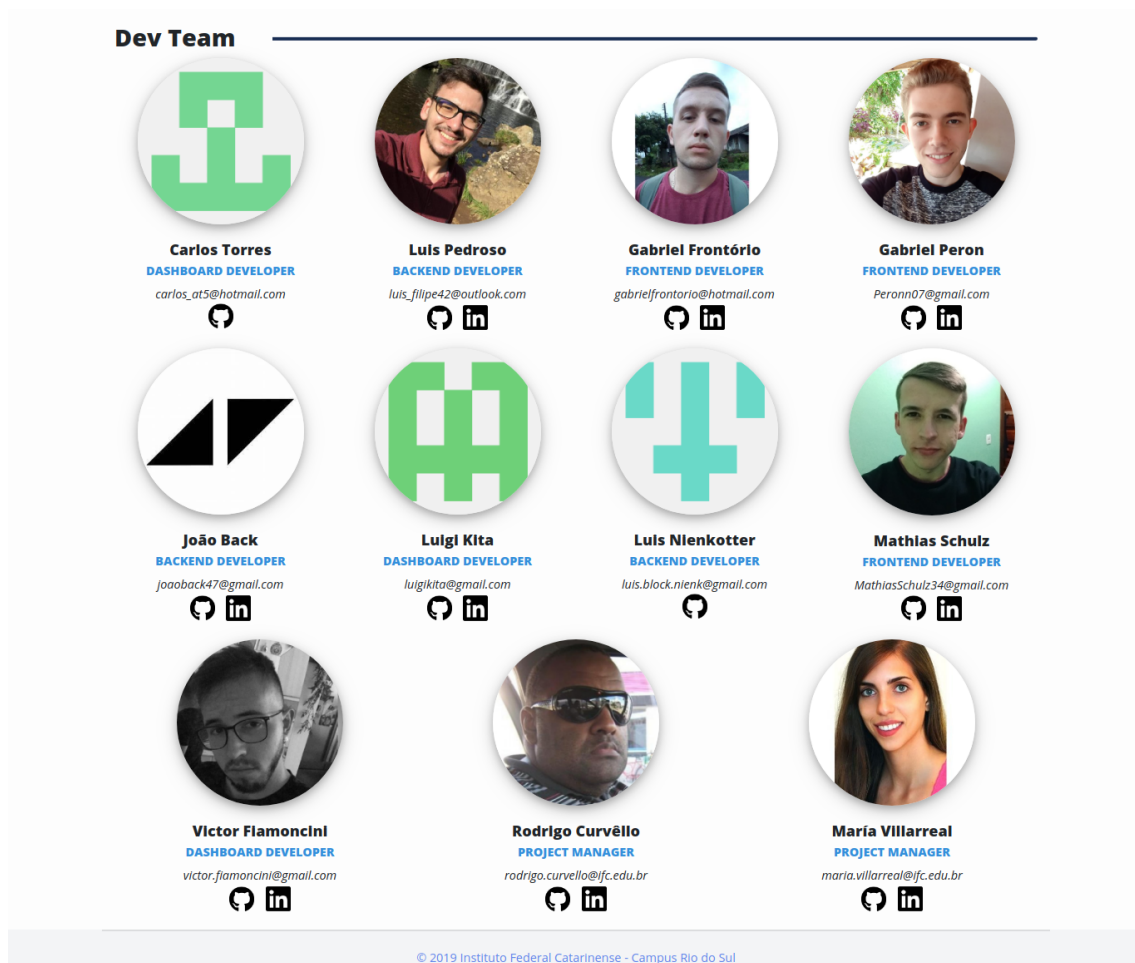 Dev Team
Carlos Torres
DASHBOARD DEVELOPER
carlos_at5@hotmail.com
Luis Pedroso
BACKEND DEVELOPER
luis_filipe42@outlook.com
Gabriel Frontório
FRONTEND DEVELOPER
gabrielfrontorio@hotmail.com
Gabriel Peron
FRONTEND DEVELOPER
Peronn07@gmail.com
João Back
BACKEND DEVELOPER
joaoback47@gmail.com
Luigi Kita
DASHBOARD DEVELOPER
luigikita@gmail.com
Luis Nienkotter
BACKEND DEVELOPER
luis.block.nienk@gmail.com
Mathias Schulz
FRONTEND DEVELOPER
MathiasSchulz34@gmail.com
Victor Fiamoncini
DASHBOARD DEVELOPER
victor.fiamoncini@gmail.com
Rodrigo Curvêllo
PROJECT MANAGER
rodrigo.curvello@ifc.edu.br
María Villarreal
PROJECT MANAGER
maria.villarreal@ifc.edu.br
© 2019 Instituto Federal Catarinense - Campus Rio do Sul